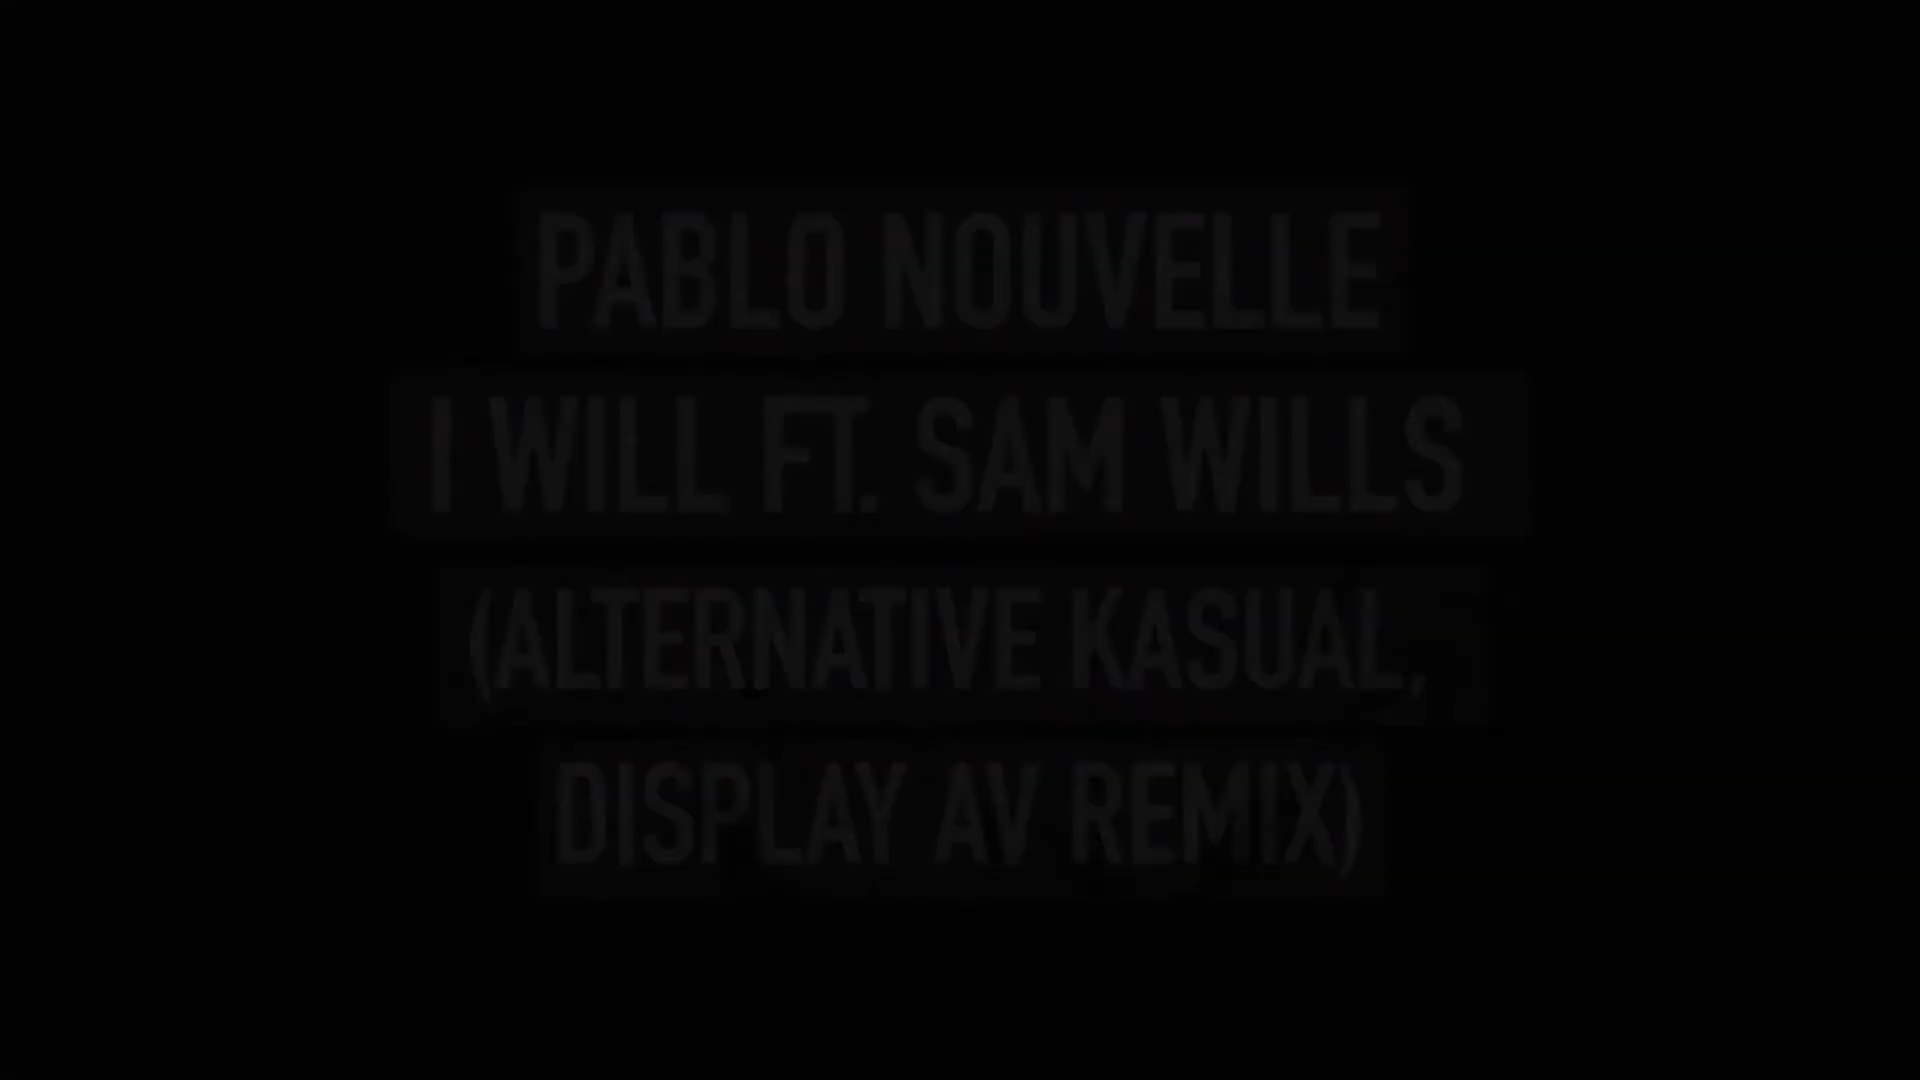 PABLO NOUVELLE
I WILL FT. SAM WILLS
(ALTERNATIVE KASUAL,
DISPLAY AV REMIX)